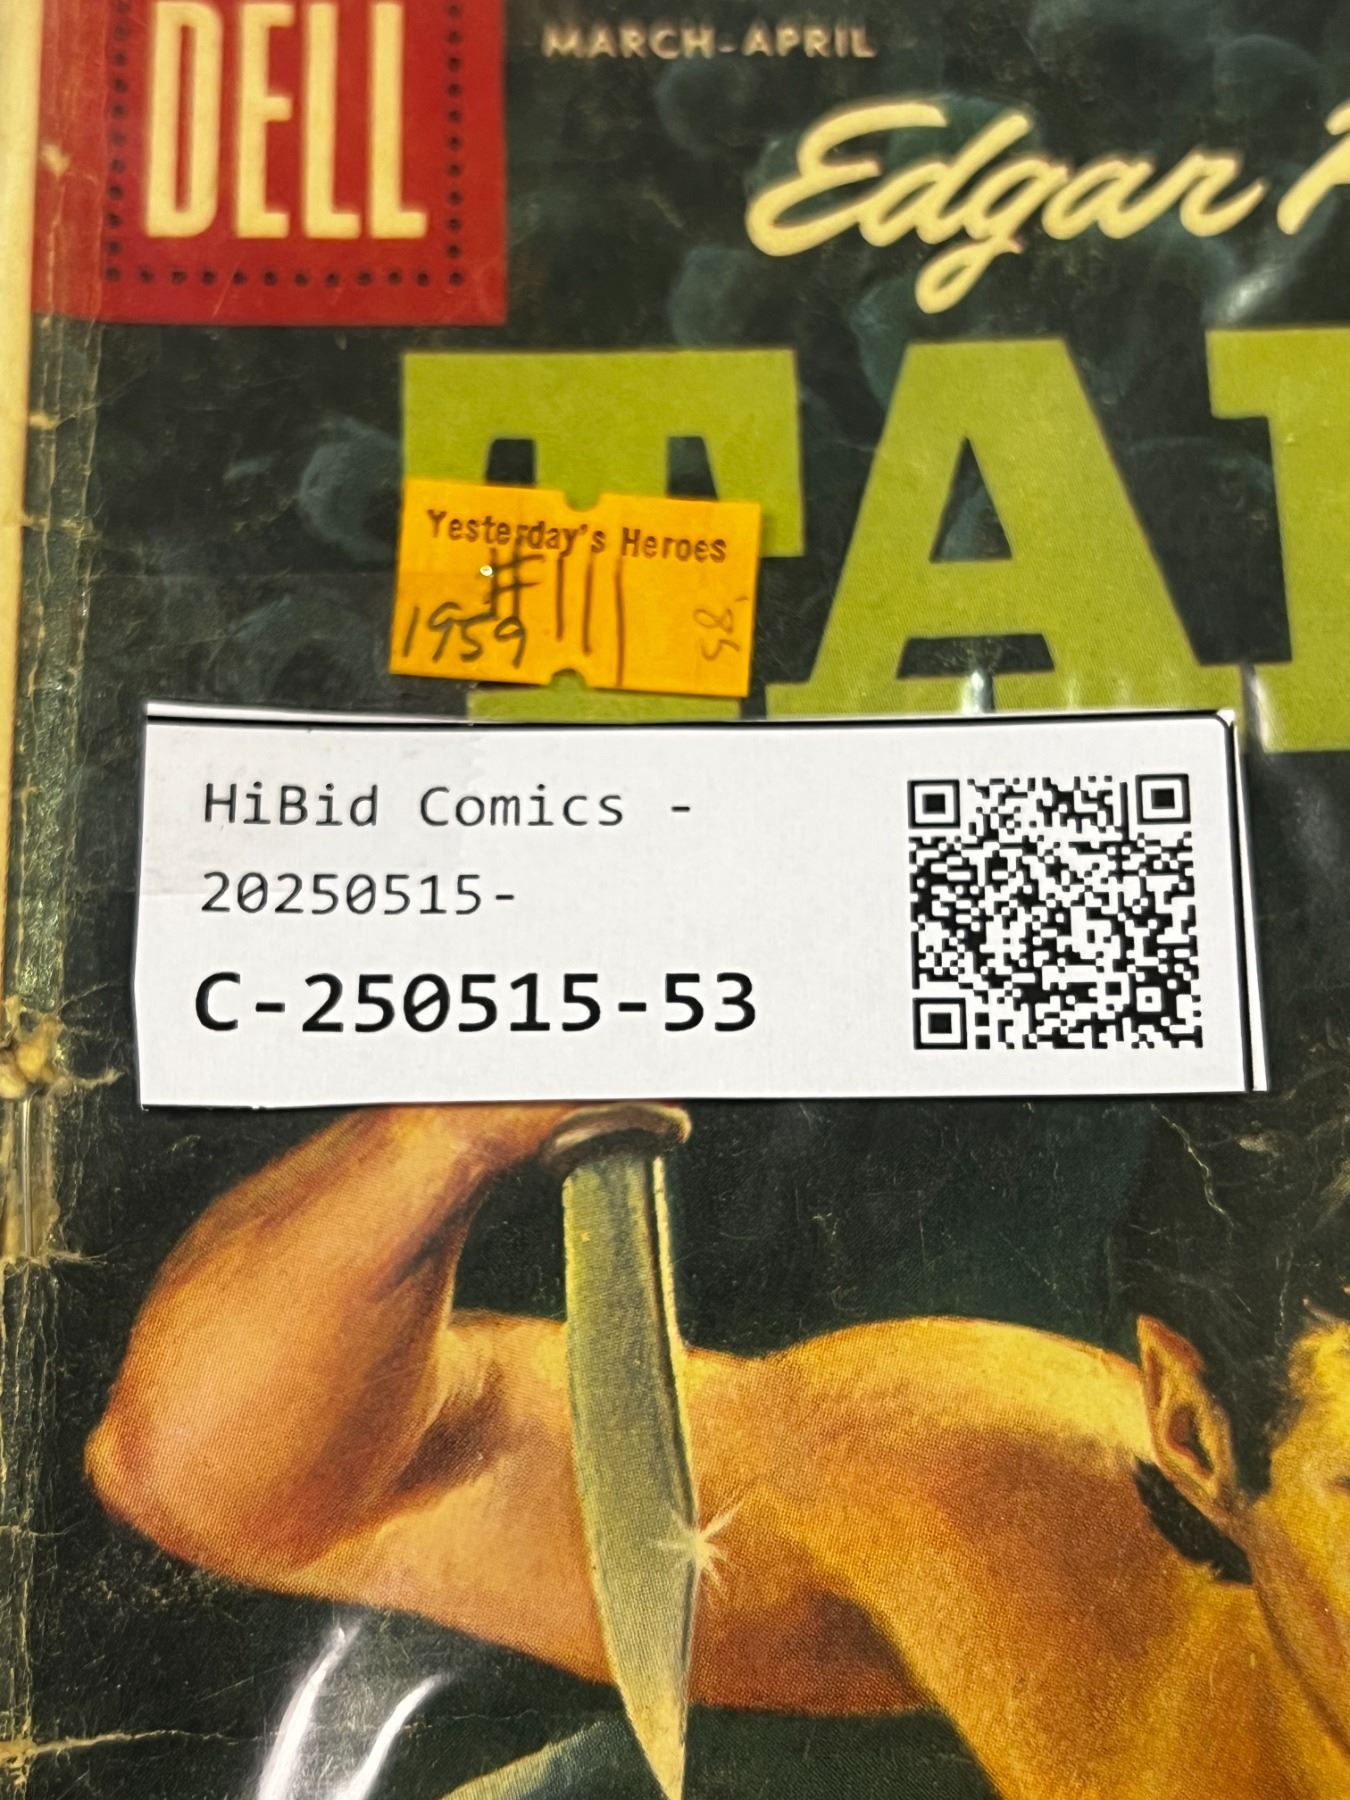 DELL
MARCH-APRIL
Edgar
TA
Yesterday's Heroes
#111
1959
HiBid Comics -
20250515-
C-250515-53